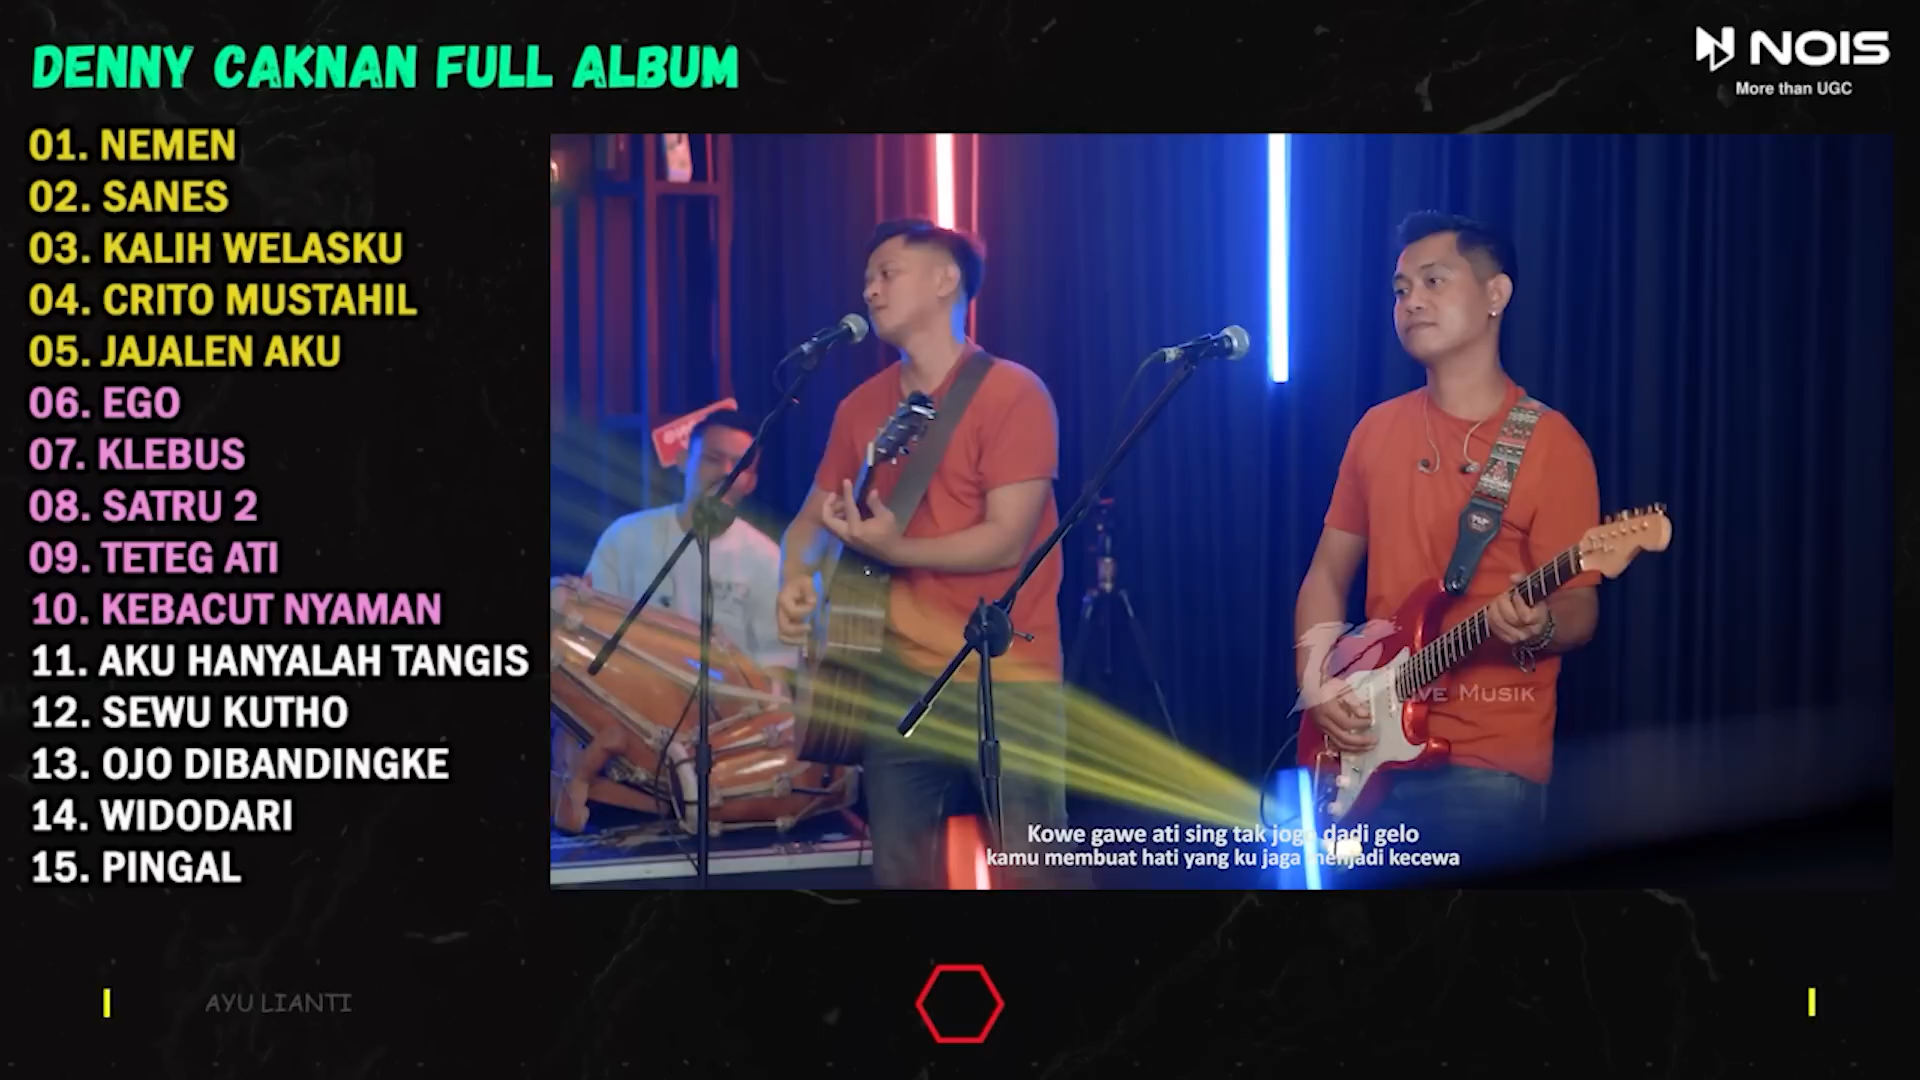 DENNY CAKNAN FULL ALBUM
NOIS
More than UGC
01. NEMEN
02. SANES
03. KALIH WELASKU
04. CRITO MUSTAHIL
05. JAJALEN AKU
06. EGO
07. KLEBUS
08. SATRU 2
09. TETEG ATI
10. KEBACUT NYAMAN
11. AKU HANYALAH TANGIS
12. SEWU KUTHO
13. OJO DIBANDINGKE
14. WIDODARI
15. PINGAL
Musik
Kowe gawe ati sing tak jogo dadi gelo
kamu membuat hati yang ku jaga menjadi kecewa
AYU LIANTI